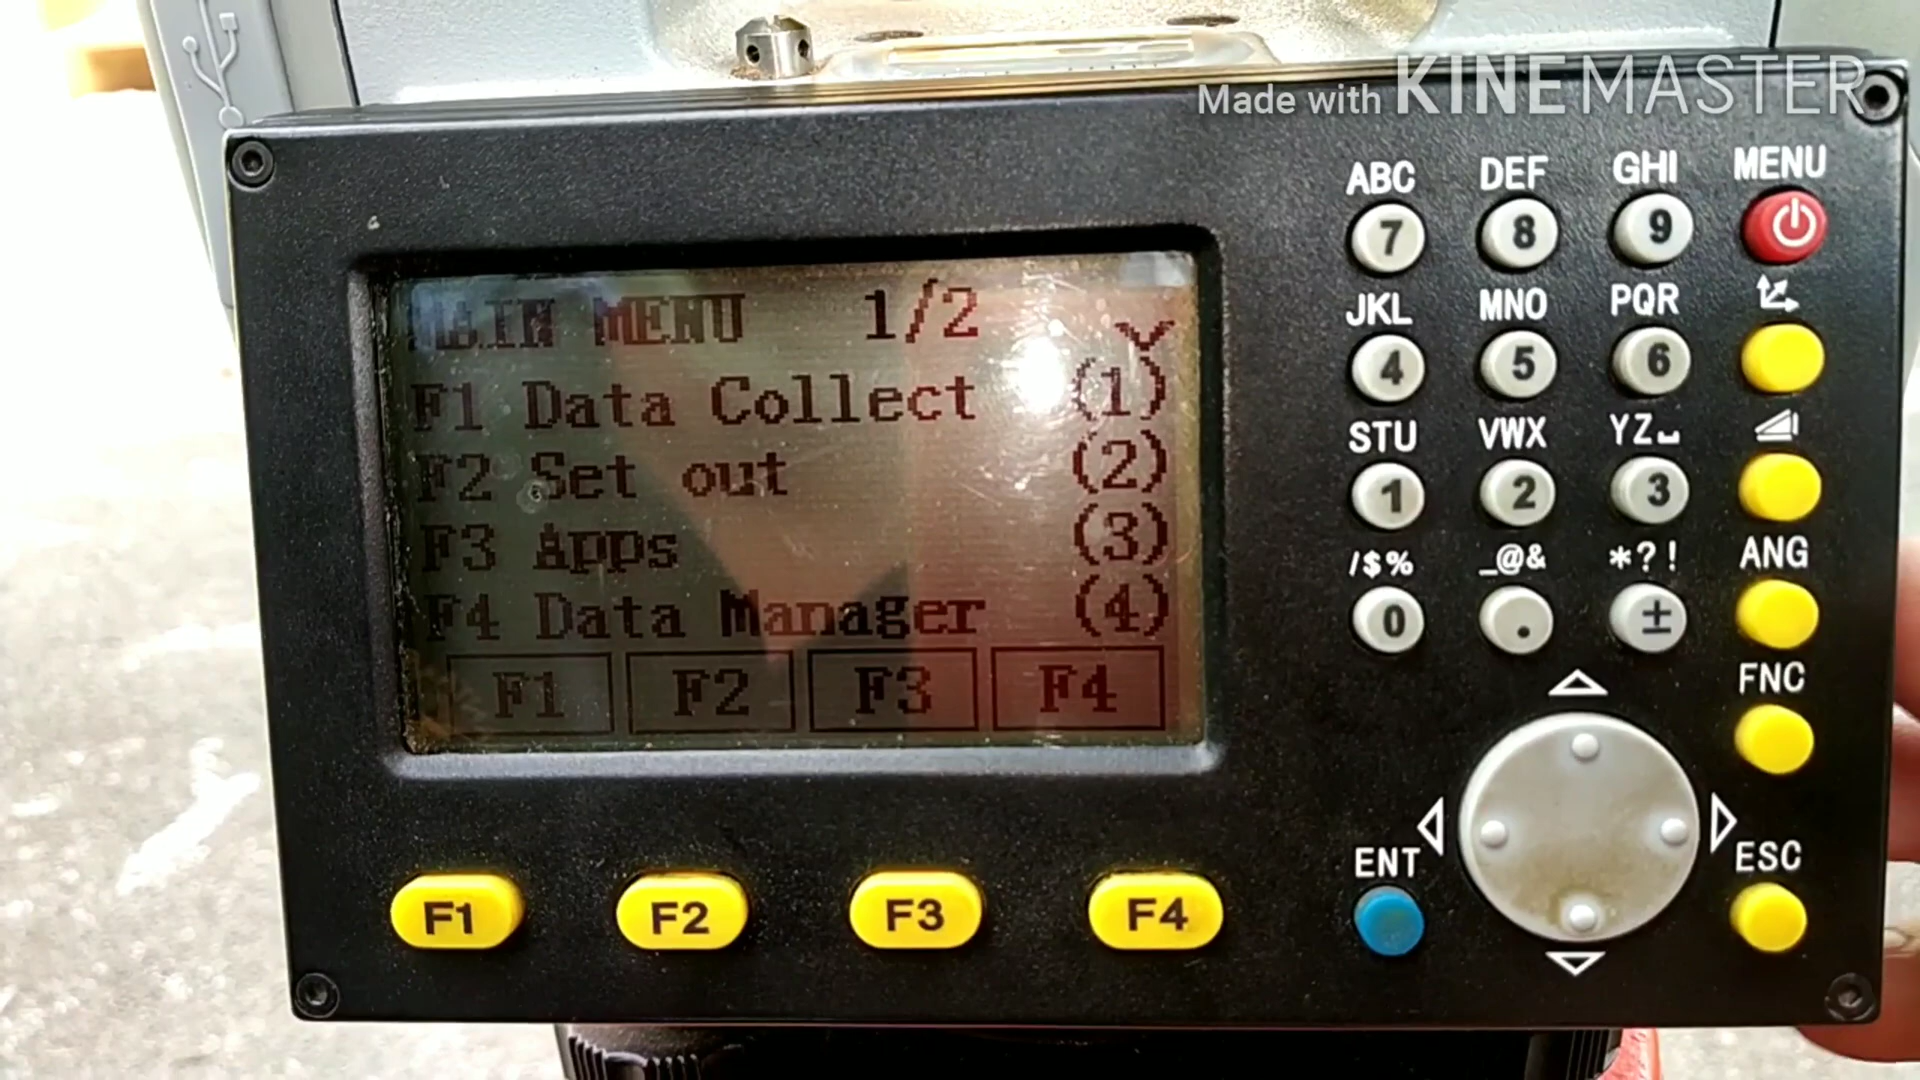 Made with KINEMASTER
MAIN MENU 1/2
F1 Data Collect (1)
F2 Set out (2)
F3 Apps (3)
F4 Data Manager (4)
F1 F2 F3 F4
F1 F2 F3 F4
ABC DEF GHI MENU
7 8 9
JKL MNO PQR
4 5 6
STU VWX YZ␣
1 2 3
/$% _@& *?! ANG
0 . ±
FNC
ENT ESC